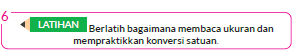 6
LATIHAN Berlatih bagaimana membaca ukuran dan
mempraktikkan konversi satuan.